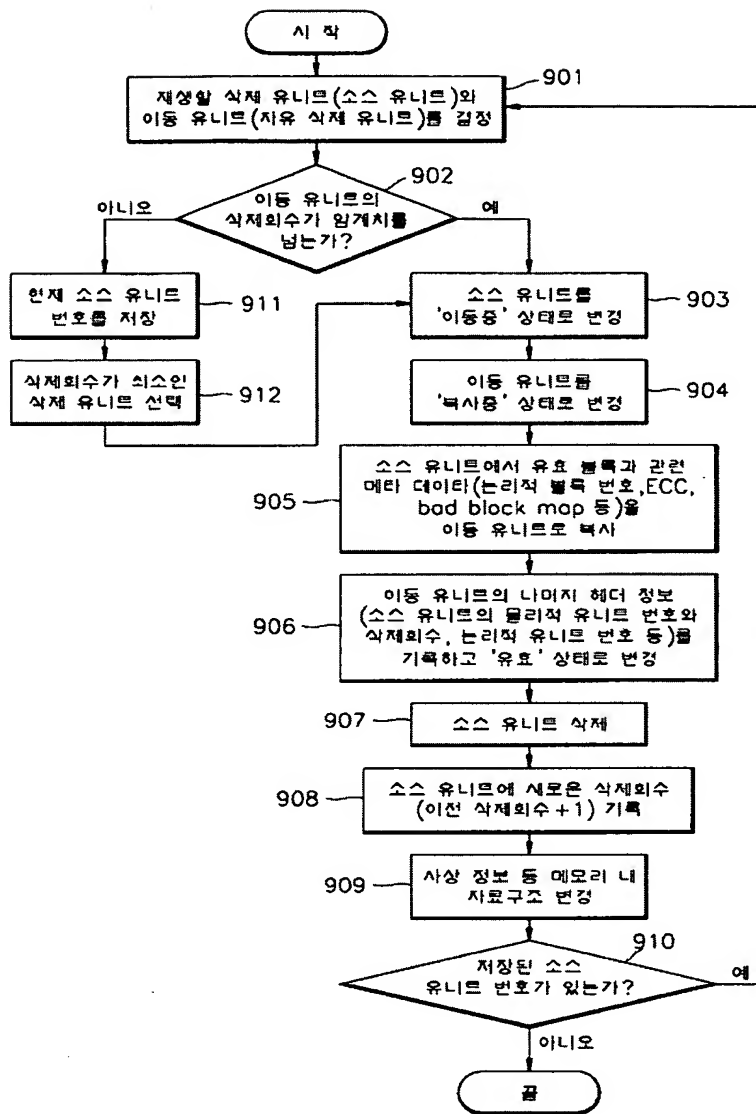 시 작
901
재생할 삭제 유니트(소스 유니트)와
이동 유니트(자유 삭제 유니트)를 결정
902
이동 유니트의
삭제회수가 임계치를
넘는가?
아니오
예
911
현재 소스 유니트
번호를 저장
912
삭제회수가 최소인
삭제 유니트 선택
903
소스 유니트를
'이동중' 상태로 변경
904
이동 유니트를
'복사중' 상태로 변경
905
소스 유니트에서 유효 블록과 관련
메타 데이타(논리적 블록 번호,ECC,
bad block map 등)을
이동 유니트로 복사
906
이동 유니트의 나머지 헤더 정보
(소스 유니트의 물리적 유니트 번호와
삭제회수, 논리적 유니트 번호 등)를
기록하고 '유효' 상태로 변경
907
소스 유니트 삭제
908
소스 유니트에 새로운 삭제회수
(이전 삭제회수+1) 기록
909
사상 정보 등 메모리 내
자료구조 변경
910
저장된 소스
유니트 번호가 있는가?
예
아니오
끝